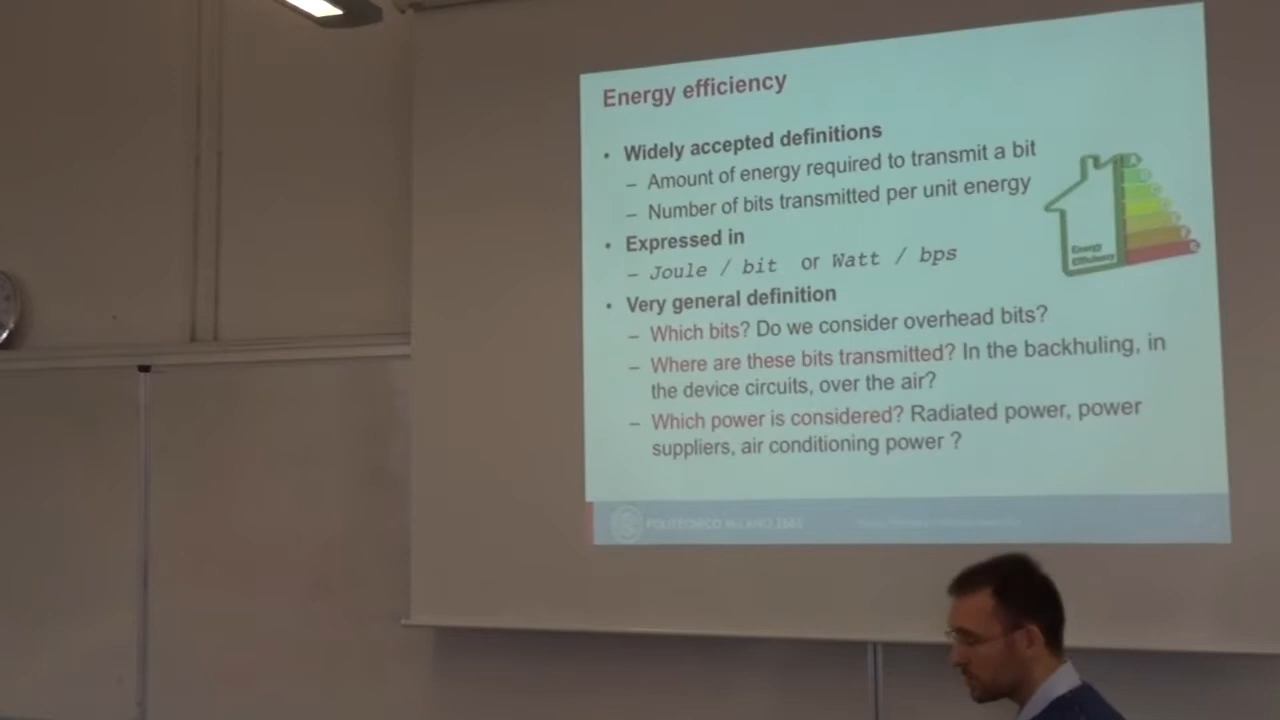 Energy efficiency
• Widely accepted definitions
– Amount of energy required to transmit a bit
– Number of bits transmitted per unit energy
• Expressed in
– Joule / bit or Watt / bps
• Very general definition
– Which bits? Do we consider overhead bits?
– Where are these bits transmitted? In the backhuling, in
the device circuits, over the air?
– Which power is considered? Radiated power, power
suppliers, air conditioning power ?
Energy
Efficiency
POLITECNICO MILANO 1863